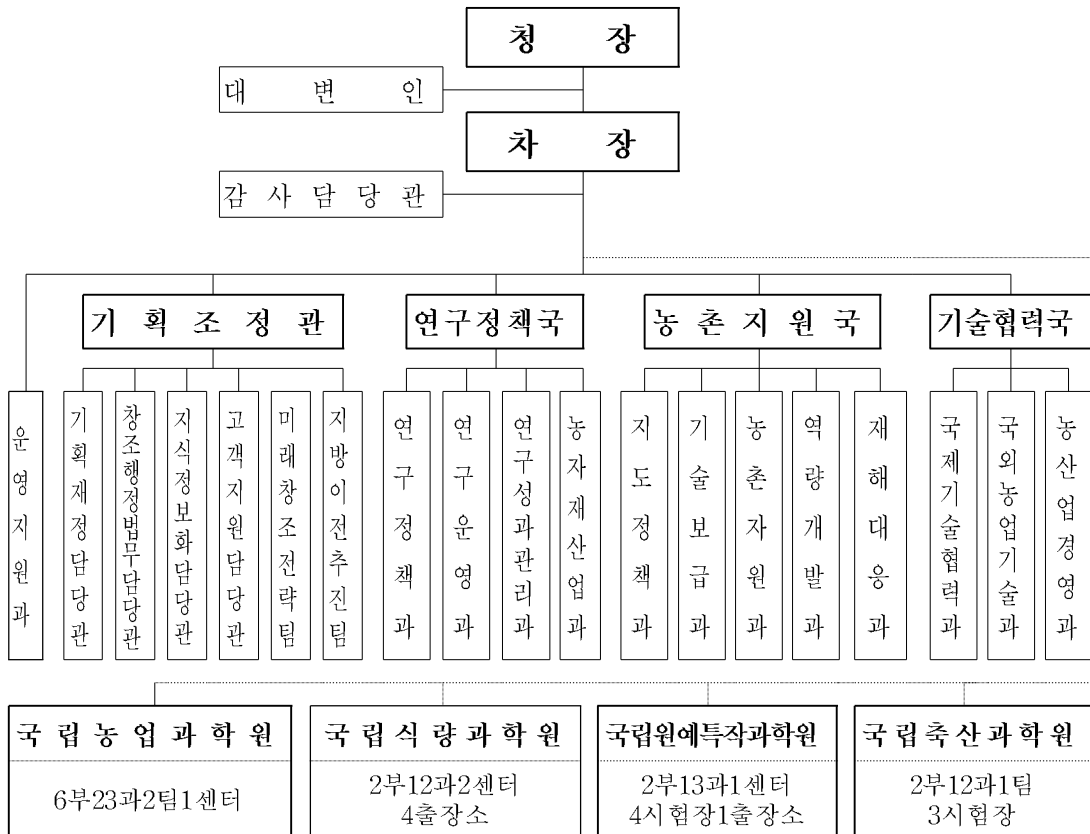 청 장
대 변 인
차 장
감 사 담 당 관
기 획 조 정 관
연구정책국
농 촌 지 원 국
기술협력국
운영지원과
기획재정담당관
창조행정법무담당관
지식정보화담당관
고객지원담당관
미래창조전략팀
지방이전추진팀
연구정책과
연구운영과
연구성과관리과
농자재산업과
지도정책과
기술보급과
농촌자원과
역량개발과
재해대응과
국제기술협력과
국외농업기술과
농산업경영과
국 립 농 업 과 학 원
6부23과2팀1센터
국 립 식 량 과 학 원
2부12과2센터
4출장소
국립원예특작과학원
2부13과1센터
4시험장1출장소
국 립 축 산 과 학 원
2부12과1팀
3시험장